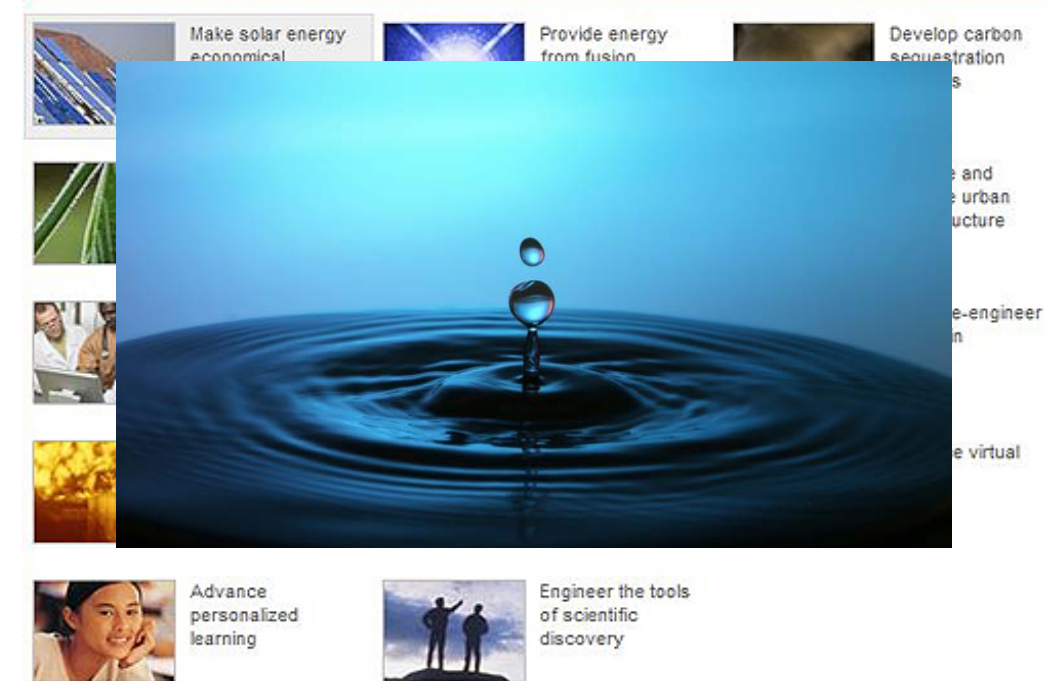 Make solar energy
economical
Provide energy
from fusion
Develop carbon
sequestration
s
e and
e urban
ucture
e-engineer
n
e virtual
Advance
personalized
learning
Engineer the tools
of scientific
discovery